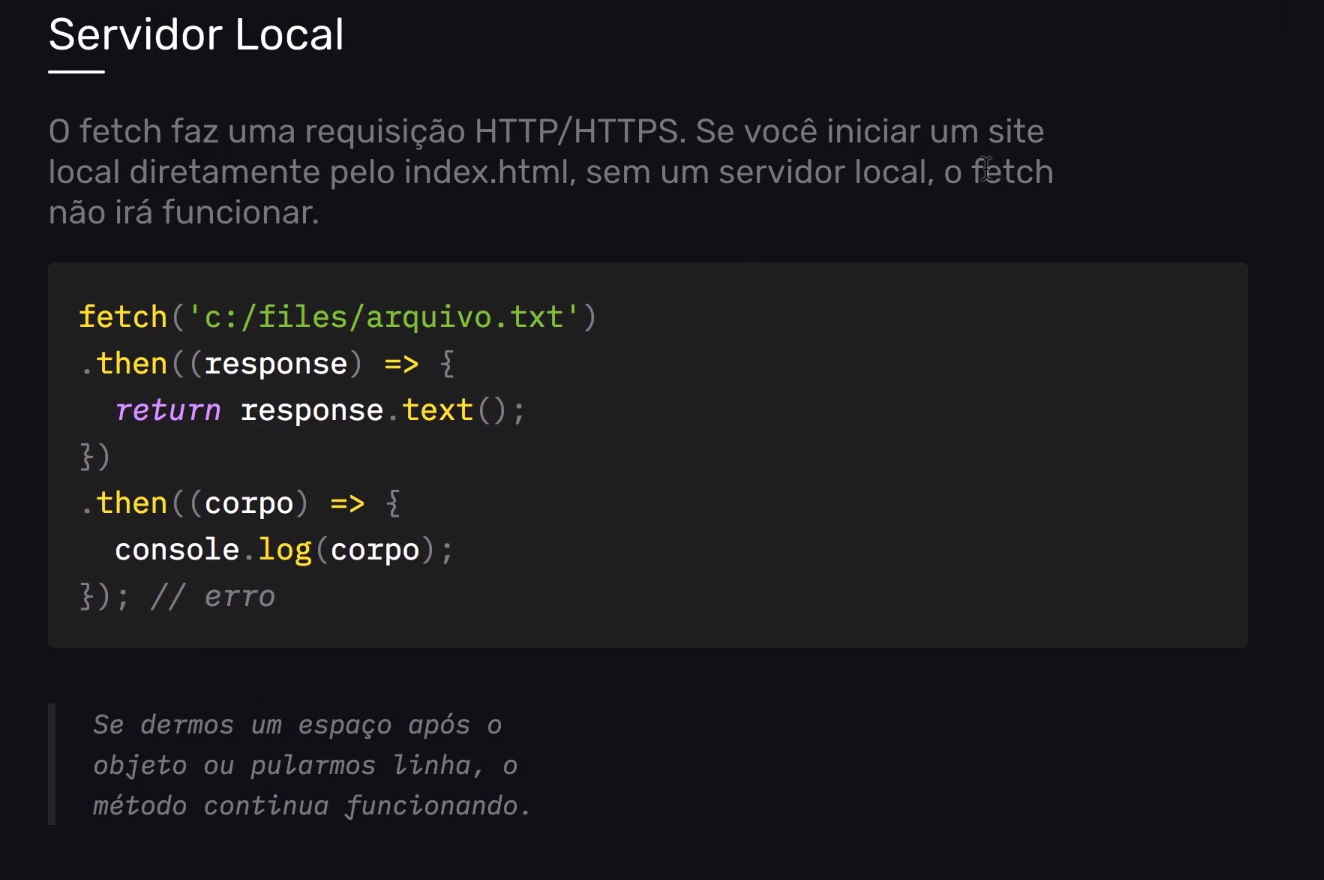 Servidor Local
O fetch faz uma requisição HTTP/HTTPS. Se você iniciar um site
local diretamente pelo index.html, sem um servidor local, o fetch
não irá funcionar.
fetch('c:/files/arquivo.txt')
.then((response) => {
  return response.text();
})
.then((corpo) => {
  console.log(corpo);
}); // erro
Se dermos um espaço após o
objeto ou pularmos linha, o
método continua funcionando.